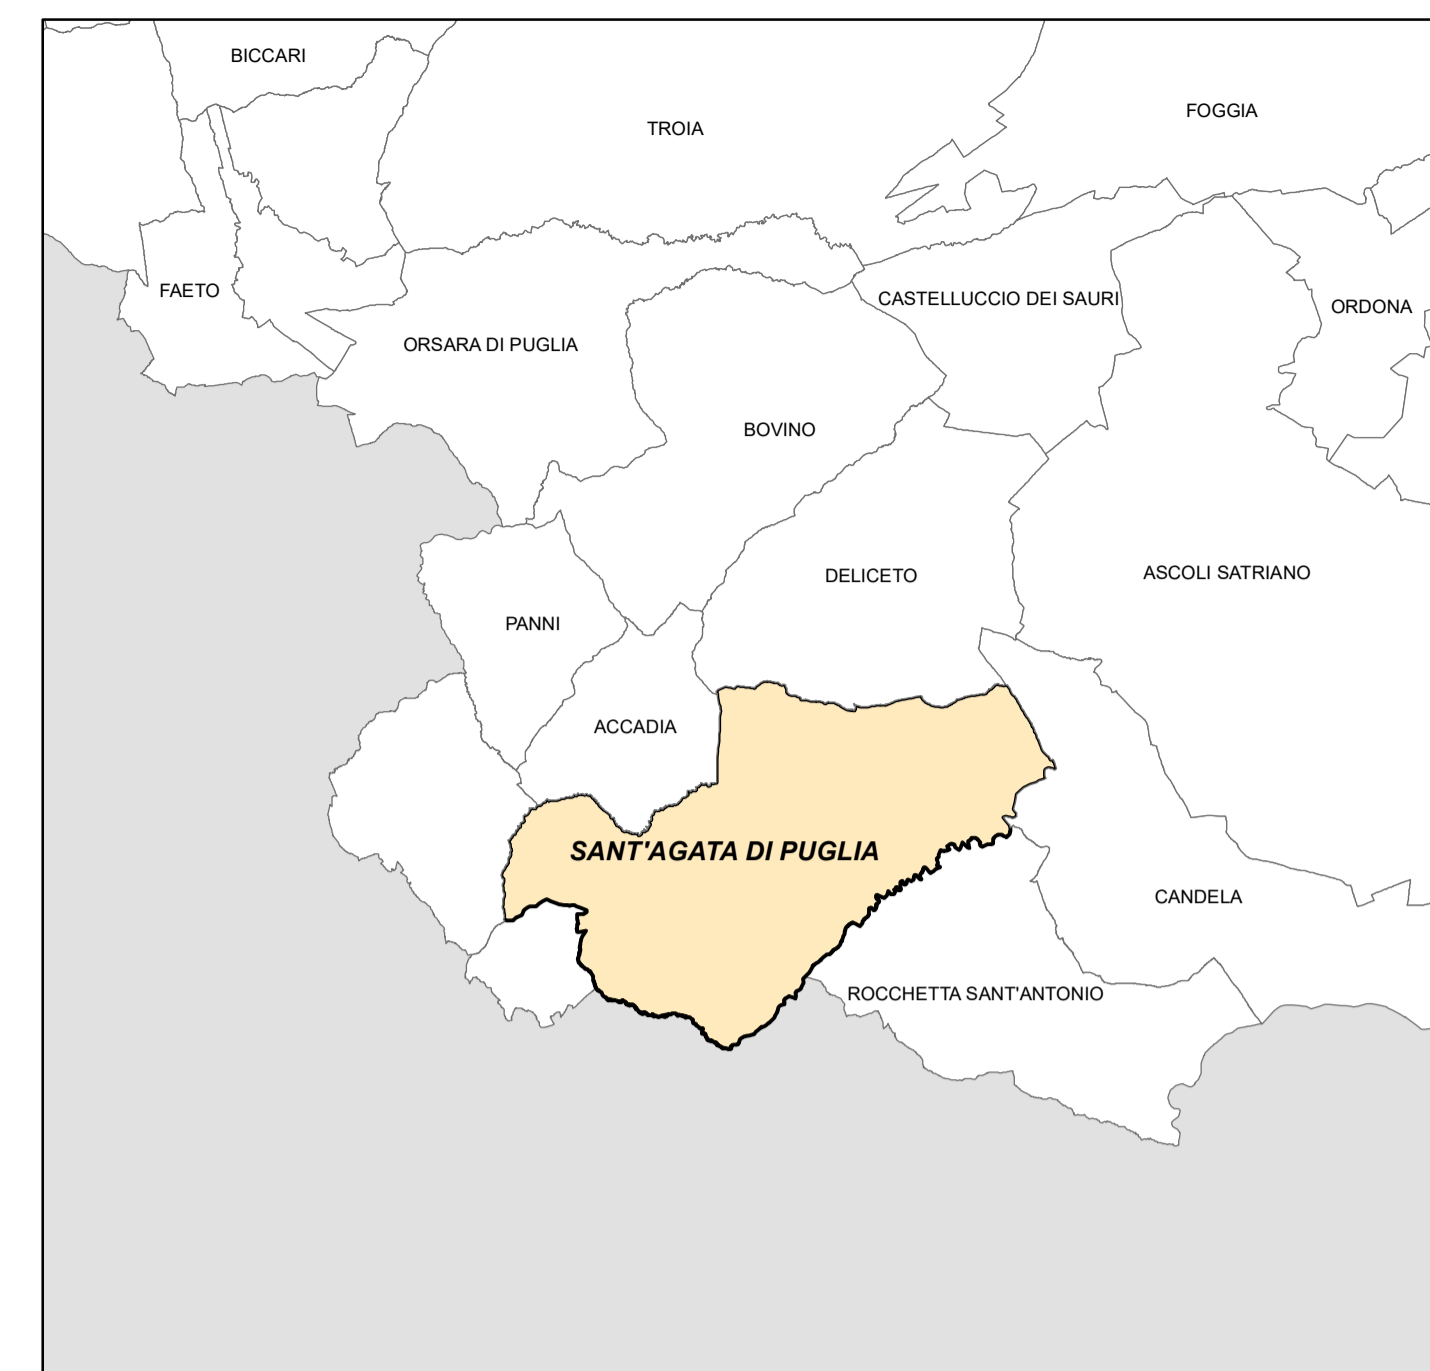 BICCARI
FOGGIA
TROIA
FAETO
CASTELLUCCIO DEI SAURI
ORDONA
ORSARA DI PUGLIA
BOVINO
ASCOLI SATRIANO
DELICETO
PANNI
ACCADIA
SANT'AGATA DI PUGLIA
CANDELA
ROCCHETTA SANT'ANTONIO